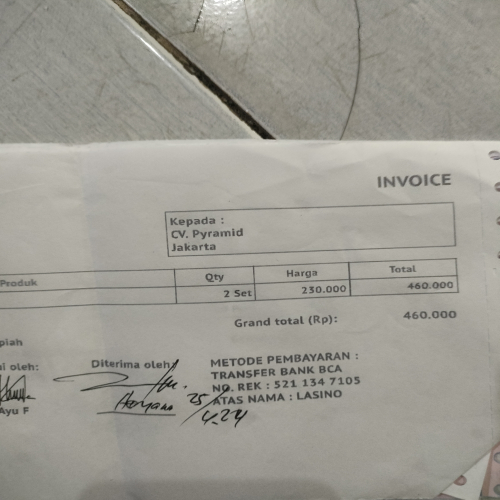 INVOICE
Kepada :
CV. Pyramid
Jakarta
Produk Qty Harga Total
2 Set 230.000 460.000
Grand total (Rp): 460.000
piah
i oleh: Diterima oleh
METODE PEMBAYARAN :
TRANSFER BANK BCA
NO. REK : 521 134 7105
ATAS NAMA : LASINO
Ayu F
Heryana 25/4.24